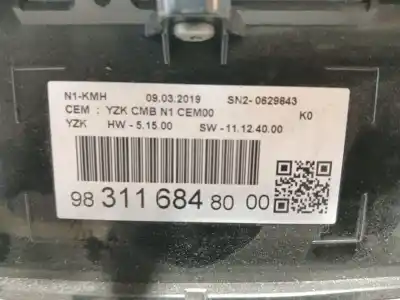 N1-KMH 09.03.2019 SN2- 0629843
CEM : YZK CMB N1 CEM00 K0
YZK HW - 5.15.00 SW - 11.12.40.00
98 311 684 80 00